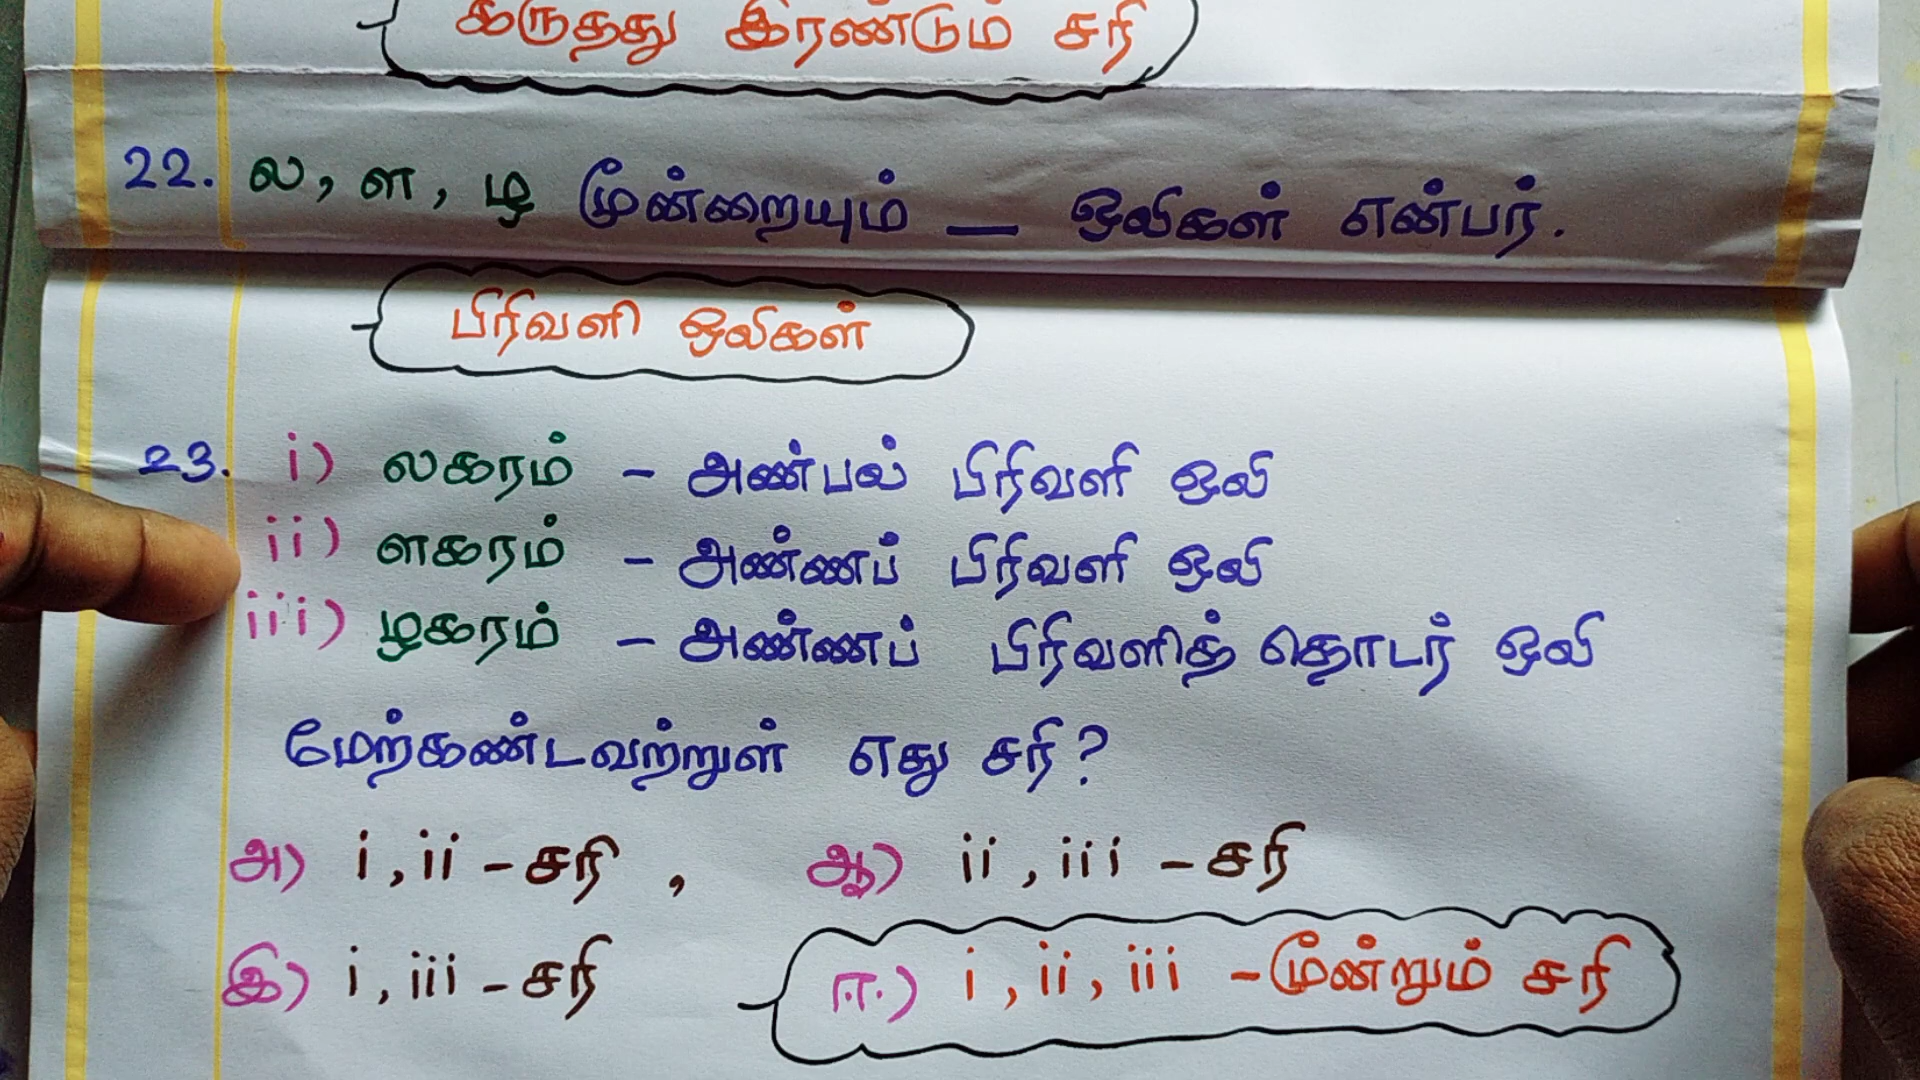 கருத்து இரண்டும் சரி
22. ல, ள, ழ மூன்றையும் — ஒலிகள் என்பர்.
பிரிவளி ஒலிகள்
23. i) லகரம் - அண்பல் பிரிவளி ஒலி
ii) ளகரம் - அண்ணப் பிரிவளி ஒலி
iii) ழகரம் - அண்ணப் பிரிவளித் தொடர் ஒலி
மேற்கண்டவற்றுள் எது சரி?
அ) i, ii - சரி, ஆ) ii, iii - சரி
இ) i, iii - சரி ஈ) i, ii, iii - மூன்றும் சரி